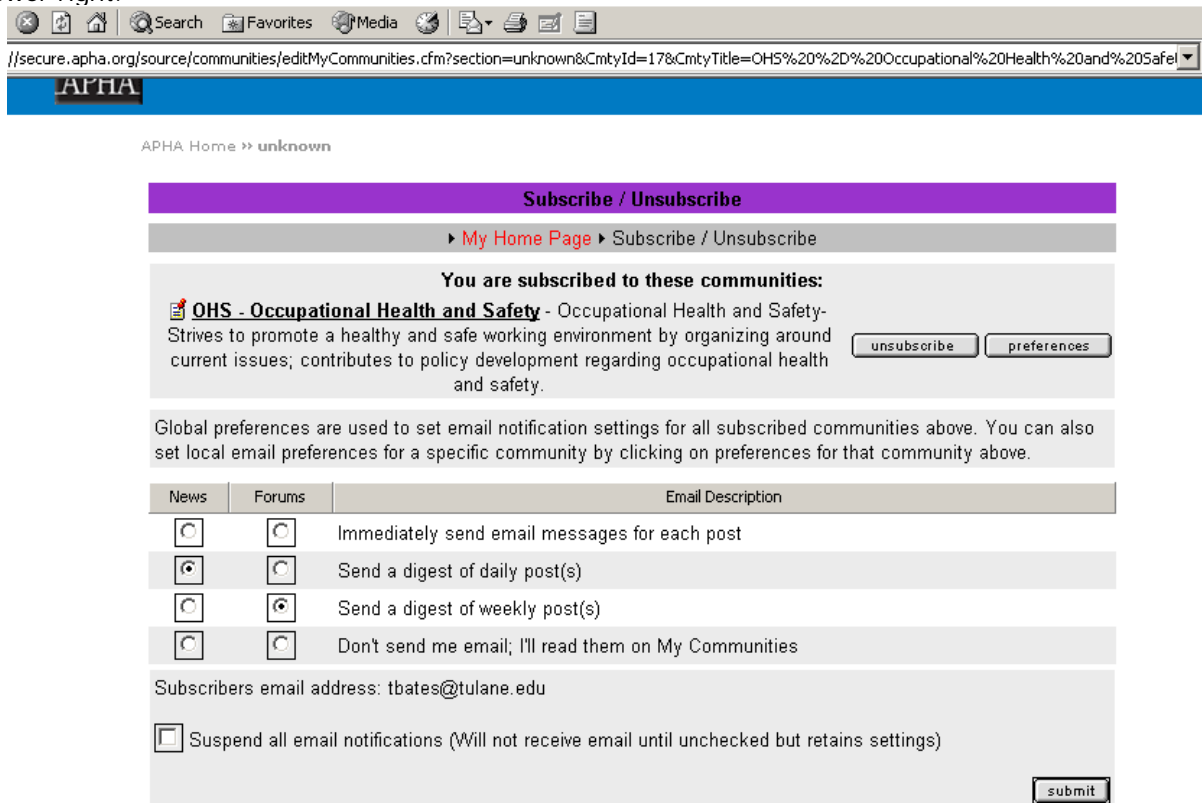 Search Favorites Media
//secure.apha.org/source/communities/editMyCommunities.cfm?section=unknown&CmtyId=17&CmtyTitle=OHS%20%2D%20Occupational%20Health%20and%20Safe
APHA
APHA Home » unknown
Subscribe / Unsubscribe
My Home Page Subscribe / Unsubscribe
You are subscribed to these communities:
OHS - Occupational Health and Safety - Occupational Health and Safety-
Strives to promote a healthy and safe working environment by organizing around
current issues; contributes to policy development regarding occupational health
and safety.
unsubscribe preferences
Global preferences are used to set email notification settings for all subscribed communities above. You can also
set local email preferences for a specific community by clicking on preferences for that community above.
News Forums Email Description
Immediately send email messages for each post
Send a digest of daily post(s)
Send a digest of weekly post(s)
Don't send me email; I'll read them on My Communities
Subscribers email address: tbates@tulane.edu
Suspend all email notifications (Will not receive email until unchecked but retains settings)
submit